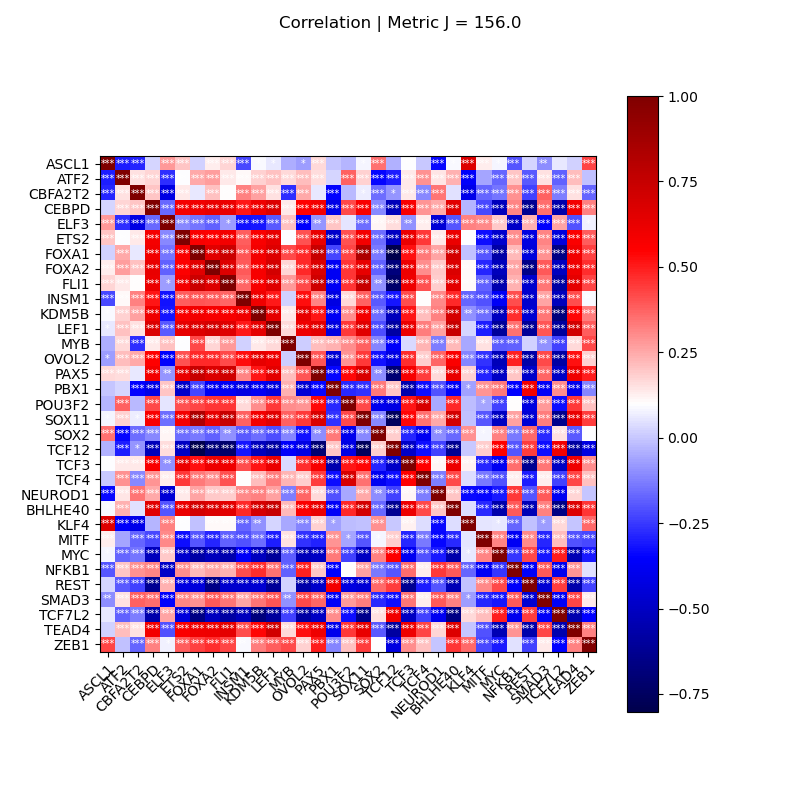 Correlation | Metric J = 156.0
ASCL1
ATF2
CBFA2T2
CEBPD
ELF3
ETS2
FOXA1
FOXA2
FLI1
INSM1
KDM5B
LEF1
MYB
OVOL2
PAX5
PBX1
POU3F2
SOX11
SOX2
TCF12
TCF3
TCF4
NEUROD1
BHLHE40
KLF4
MITF
MYC
NFKB1
REST
SMAD3
TCF7L2
TEAD4
ZEB1
ASCL1
ATF2
CBFA2T2
CEBPD
ELF3
ETS2
FOXA1
FOXA2
FLI1
INSM1
KDM5B
LEF1
MYB
OVOL2
PAX5
PBX1
POU3F2
SOX11
SOX2
TCF12
TCF3
TCF4
NEUROD1
BHLHE40
KLF4
MITF
MYC
NFKB1
REST
SMAD3
TCF7L2
TEAD4
ZEB1
1.00
0.75
0.50
0.25
0.00
−0.25
−0.50
−0.75